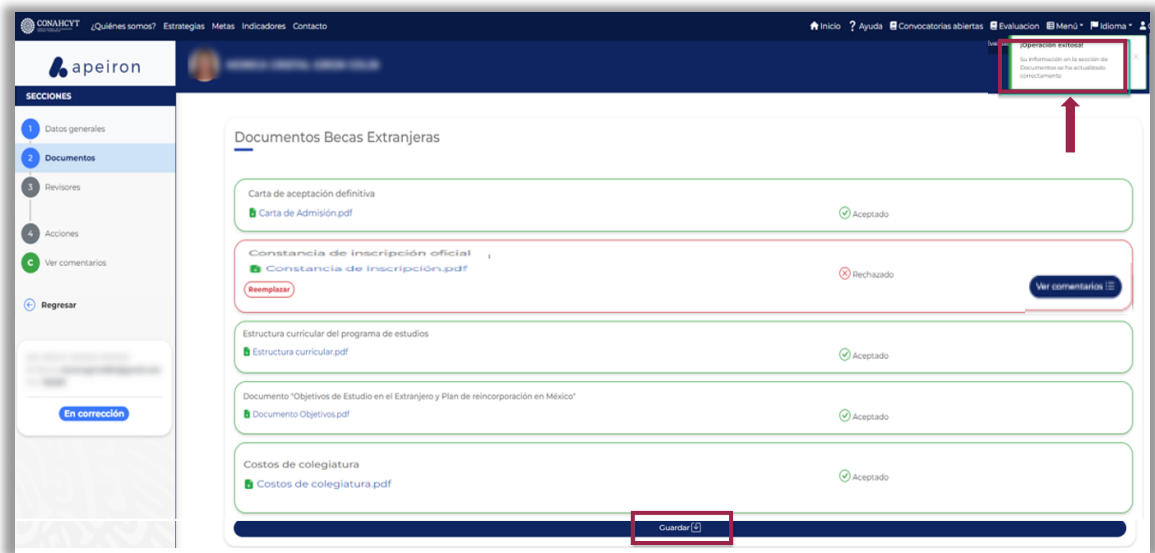 CONAHCYT ¿Quiénes somos? Estrategias Metas Indicadores Contacto
Inicio ? Ayuda Convocatorias abiertas Evaluacion Menú Idioma
apeiron
¡Operación exitosa!
Su información en la sección de
Documentos se ha actualizado
correctamente
×
SECCIONES
1 Datos generales
2 Documentos
3 Revisores
4 Acciones
C Ver comentarios
Regresar
En corrección
Documentos Becas Extranjeras
Carta de aceptación definitiva
Carta de Admisión.pdf
Aceptado
Constancia de inscripción oficial
Constancia de inscripción.pdf
Rechazado
Reemplazar
Ver comentarios
Estructura curricular del programa de estudios
Estructura curricular.pdf
Aceptado
Documento "Objetivos de Estudio en el Extranjero y Plan de reincorporación en México"
Documento Objetivos.pdf
Aceptado
Costos de colegiatura
Costos de colegiatura.pdf
Aceptado
Guardar